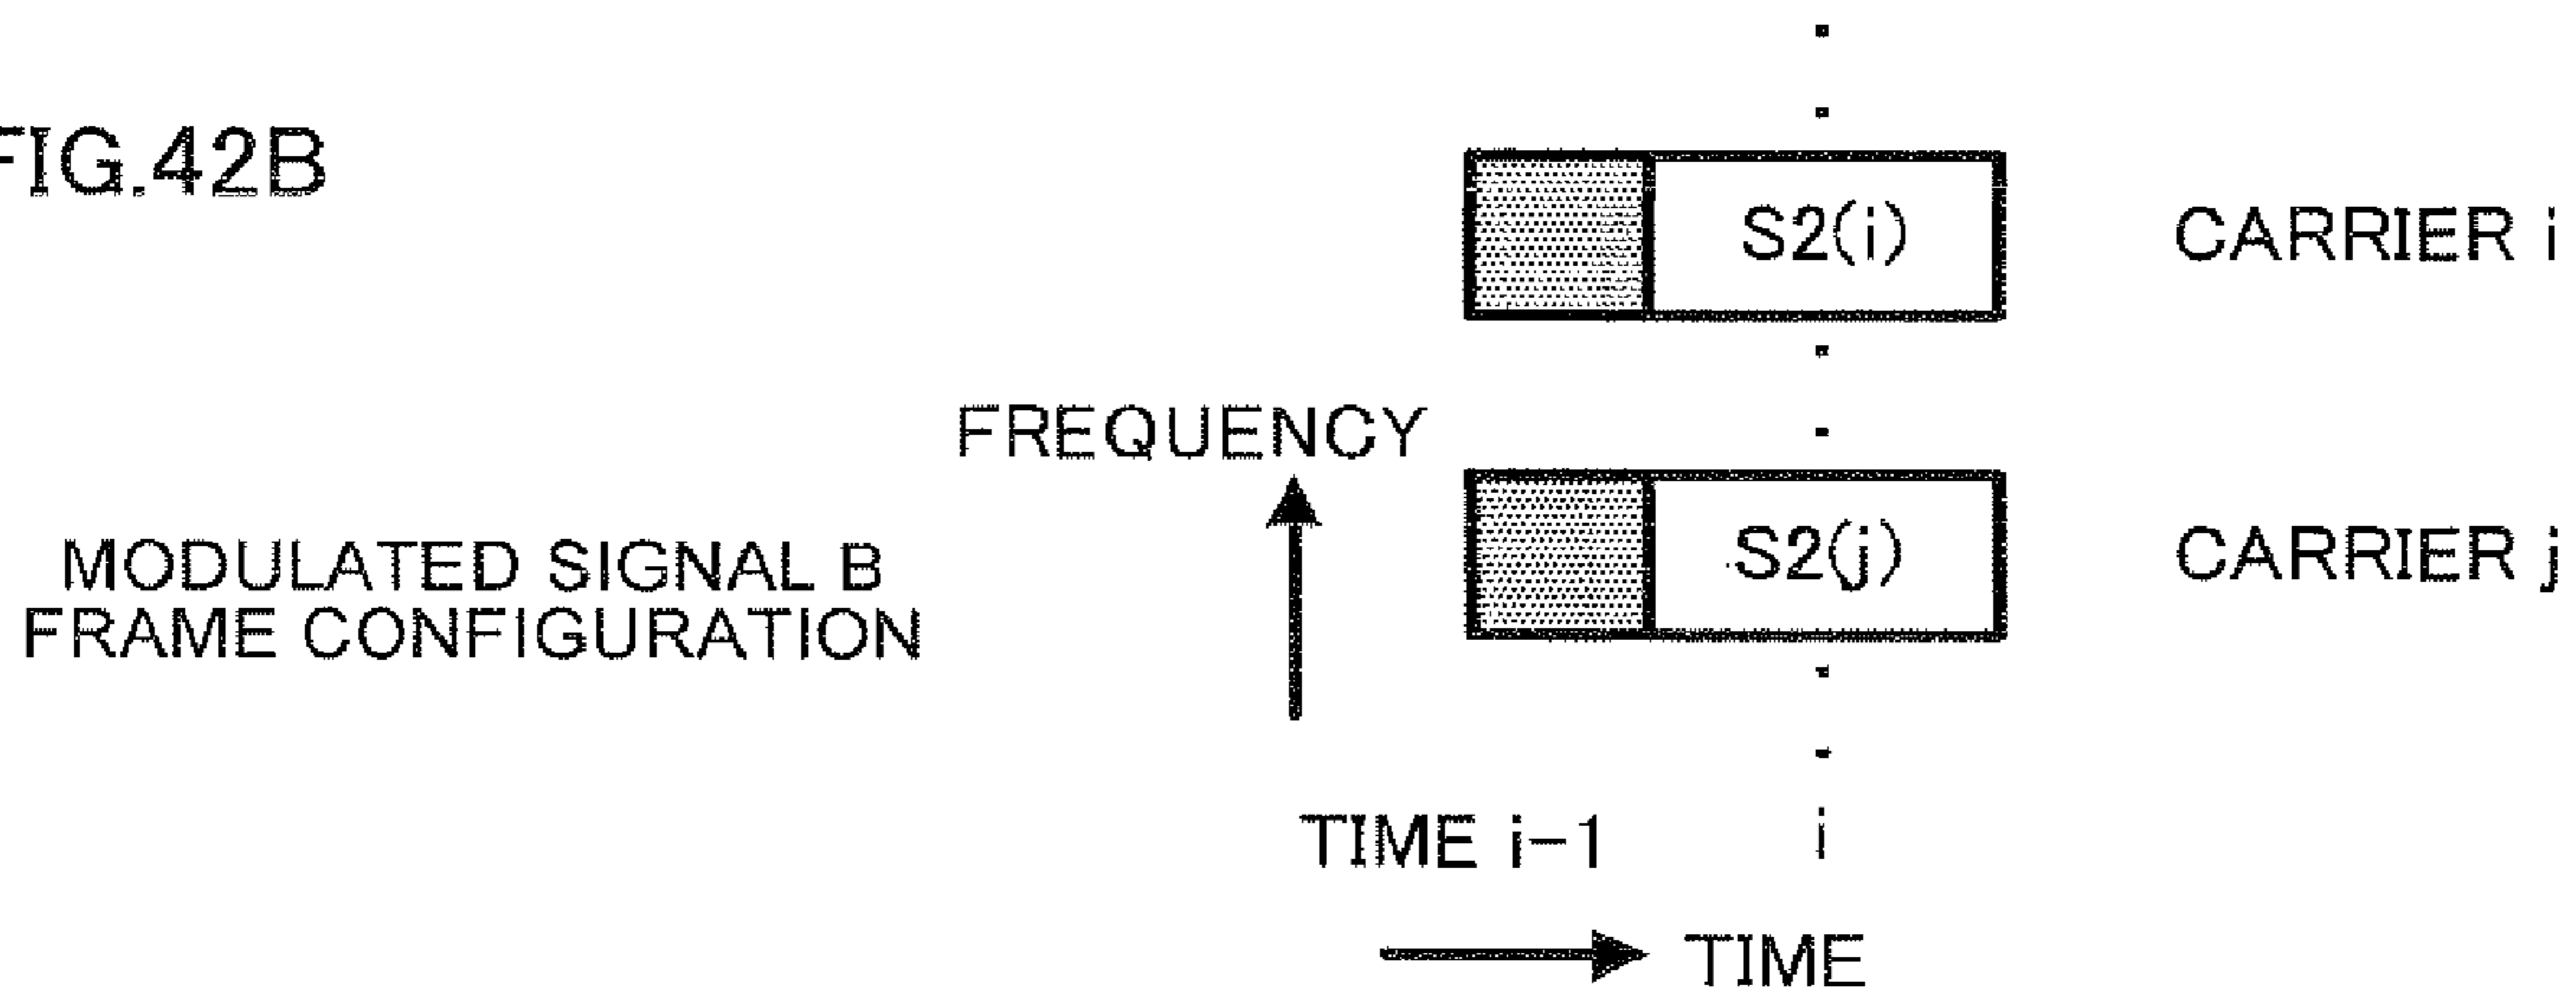 FIG.42B
S2(i)
CARRIER i
FREQUENCY
S2(j)
CARRIER j
MODULATED SIGNAL B
FRAME CONFIGURATION
TIME i-1
i
TIME